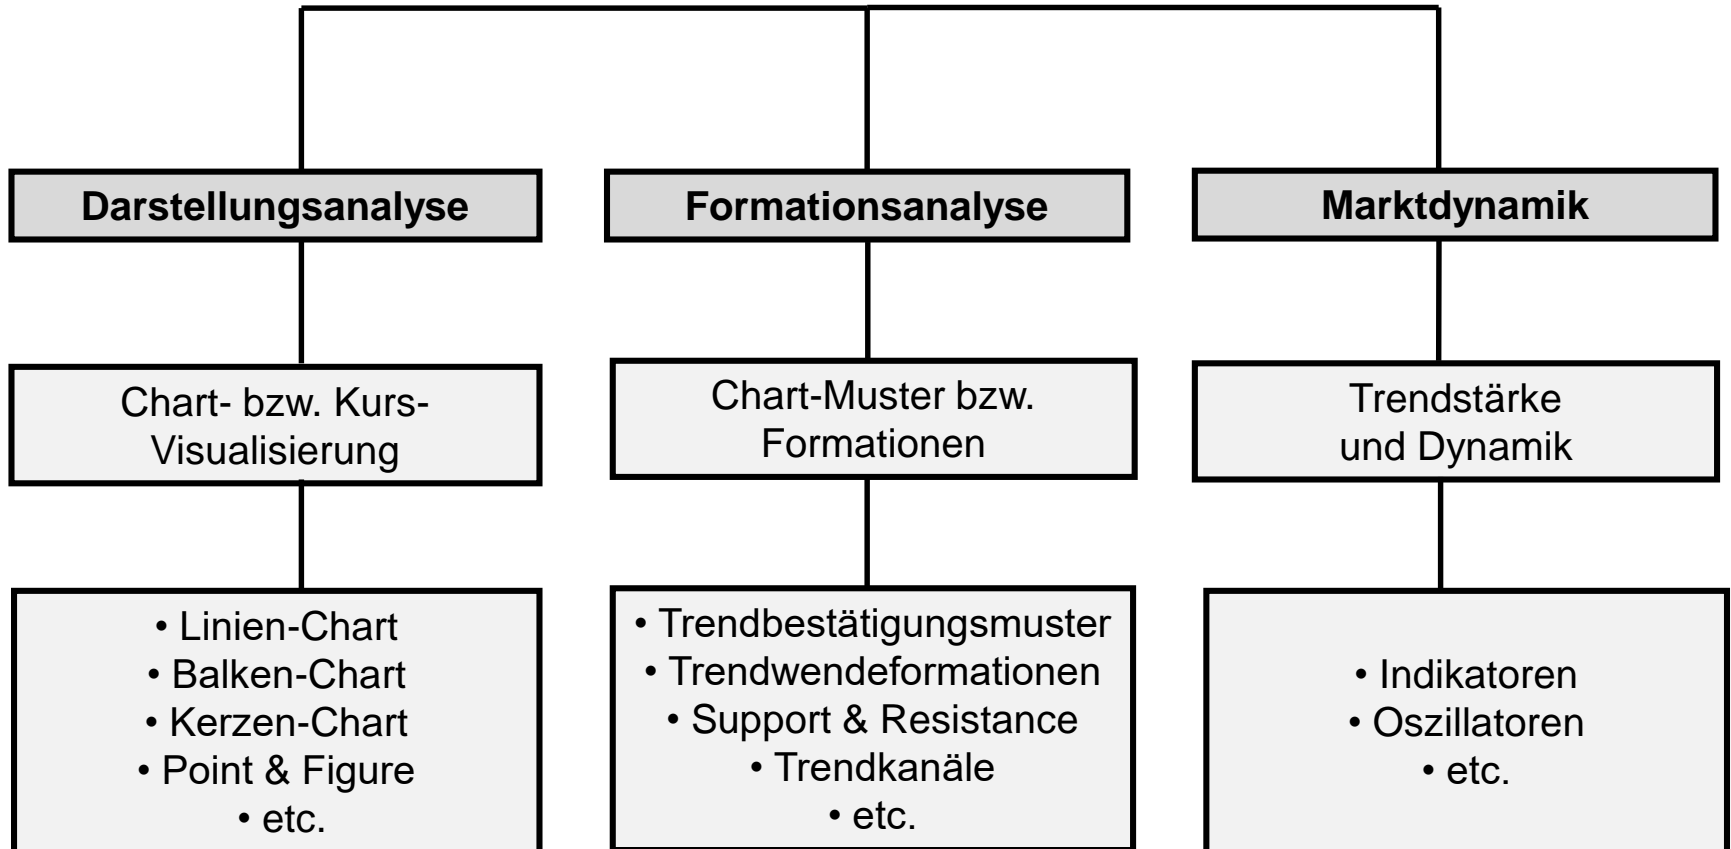 Darstellungsanalyse
Formationsanalyse
Marktdynamik
Chart- bzw. Kurs-
Visualisierung
Chart-Muster bzw.
Formationen
Trendstärke
und Dynamik
• Linien-Chart
• Balken-Chart
• Kerzen-Chart
• Point & Figure
• etc.
• Trendbestätigungsmuster
• Trendwendeformationen
• Support & Resistance
• Trendkanäle
• etc.
• Indikatoren
• Oszillatoren
• etc.